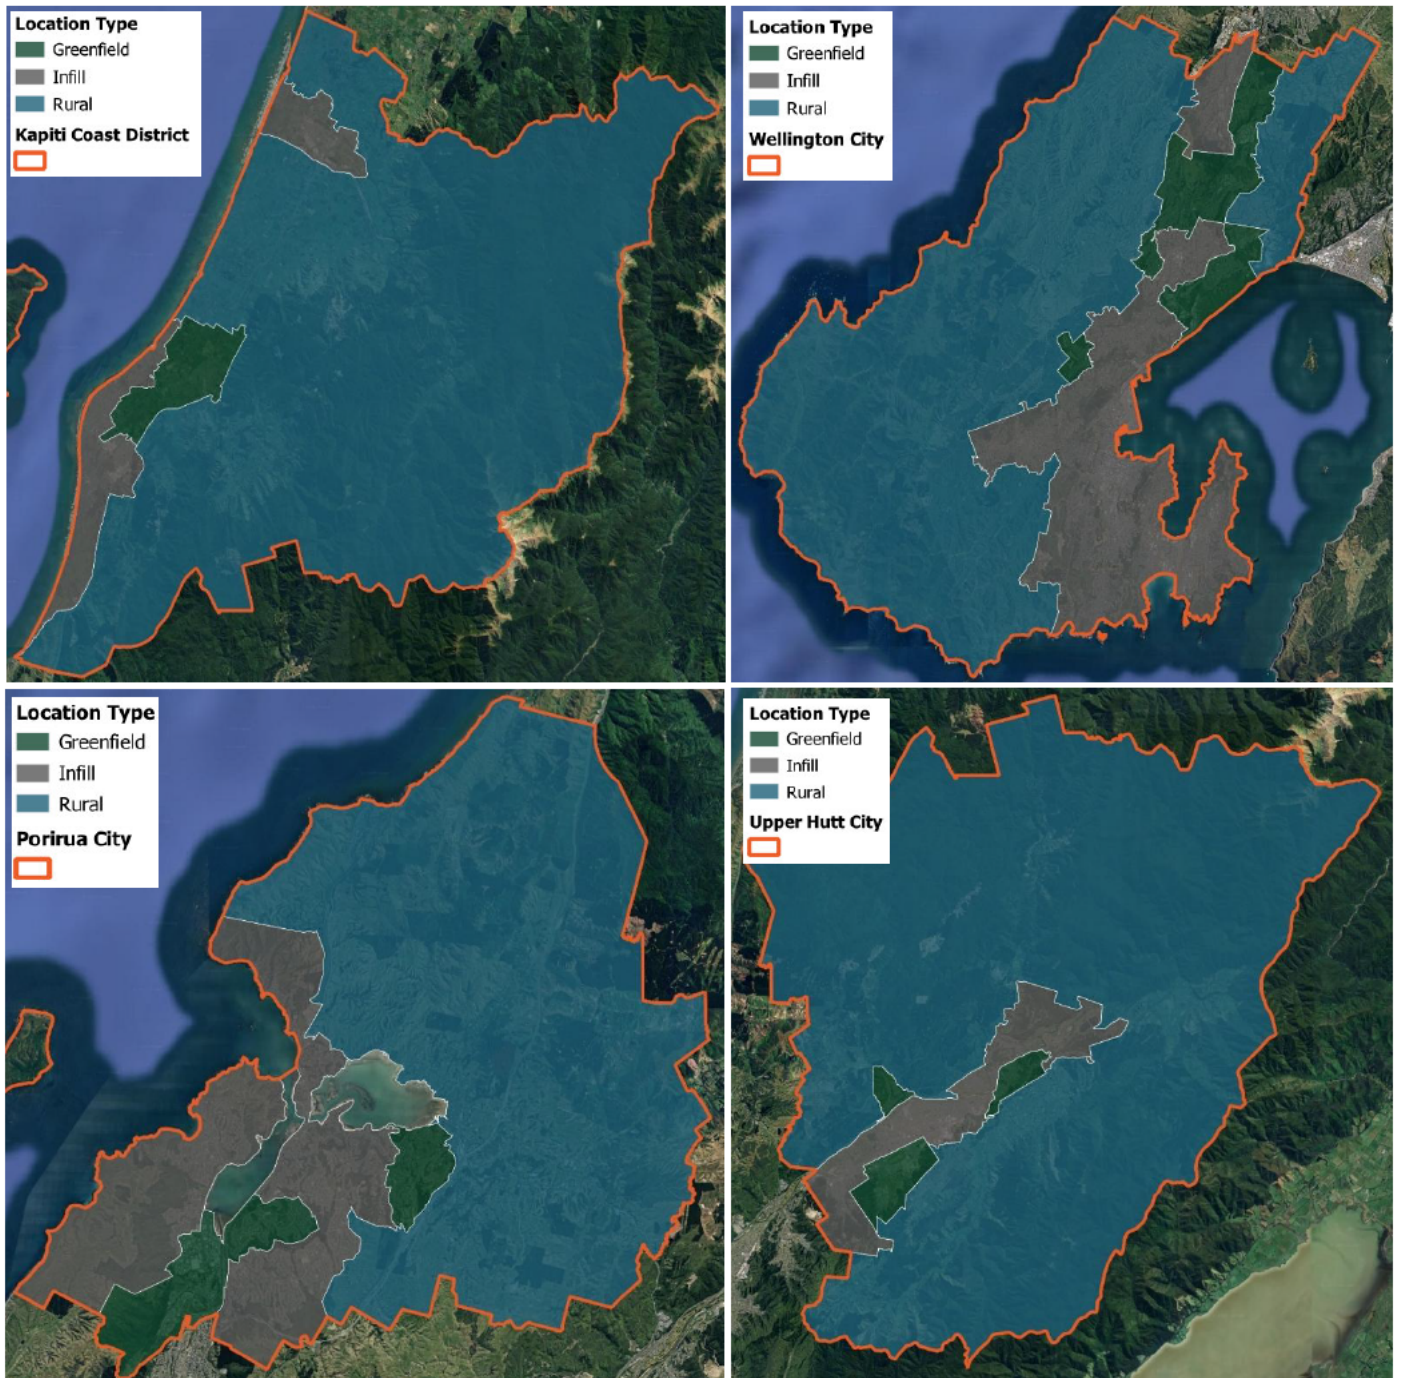 Location Type
Greenfield
Infill
Rural
Kapiti Coast District
Location Type
Greenfield
Infill
Rural
Wellington City
Location Type
Greenfield
Infill
Rural
Porirua City
Location Type
Greenfield
Infill
Rural
Upper Hutt City